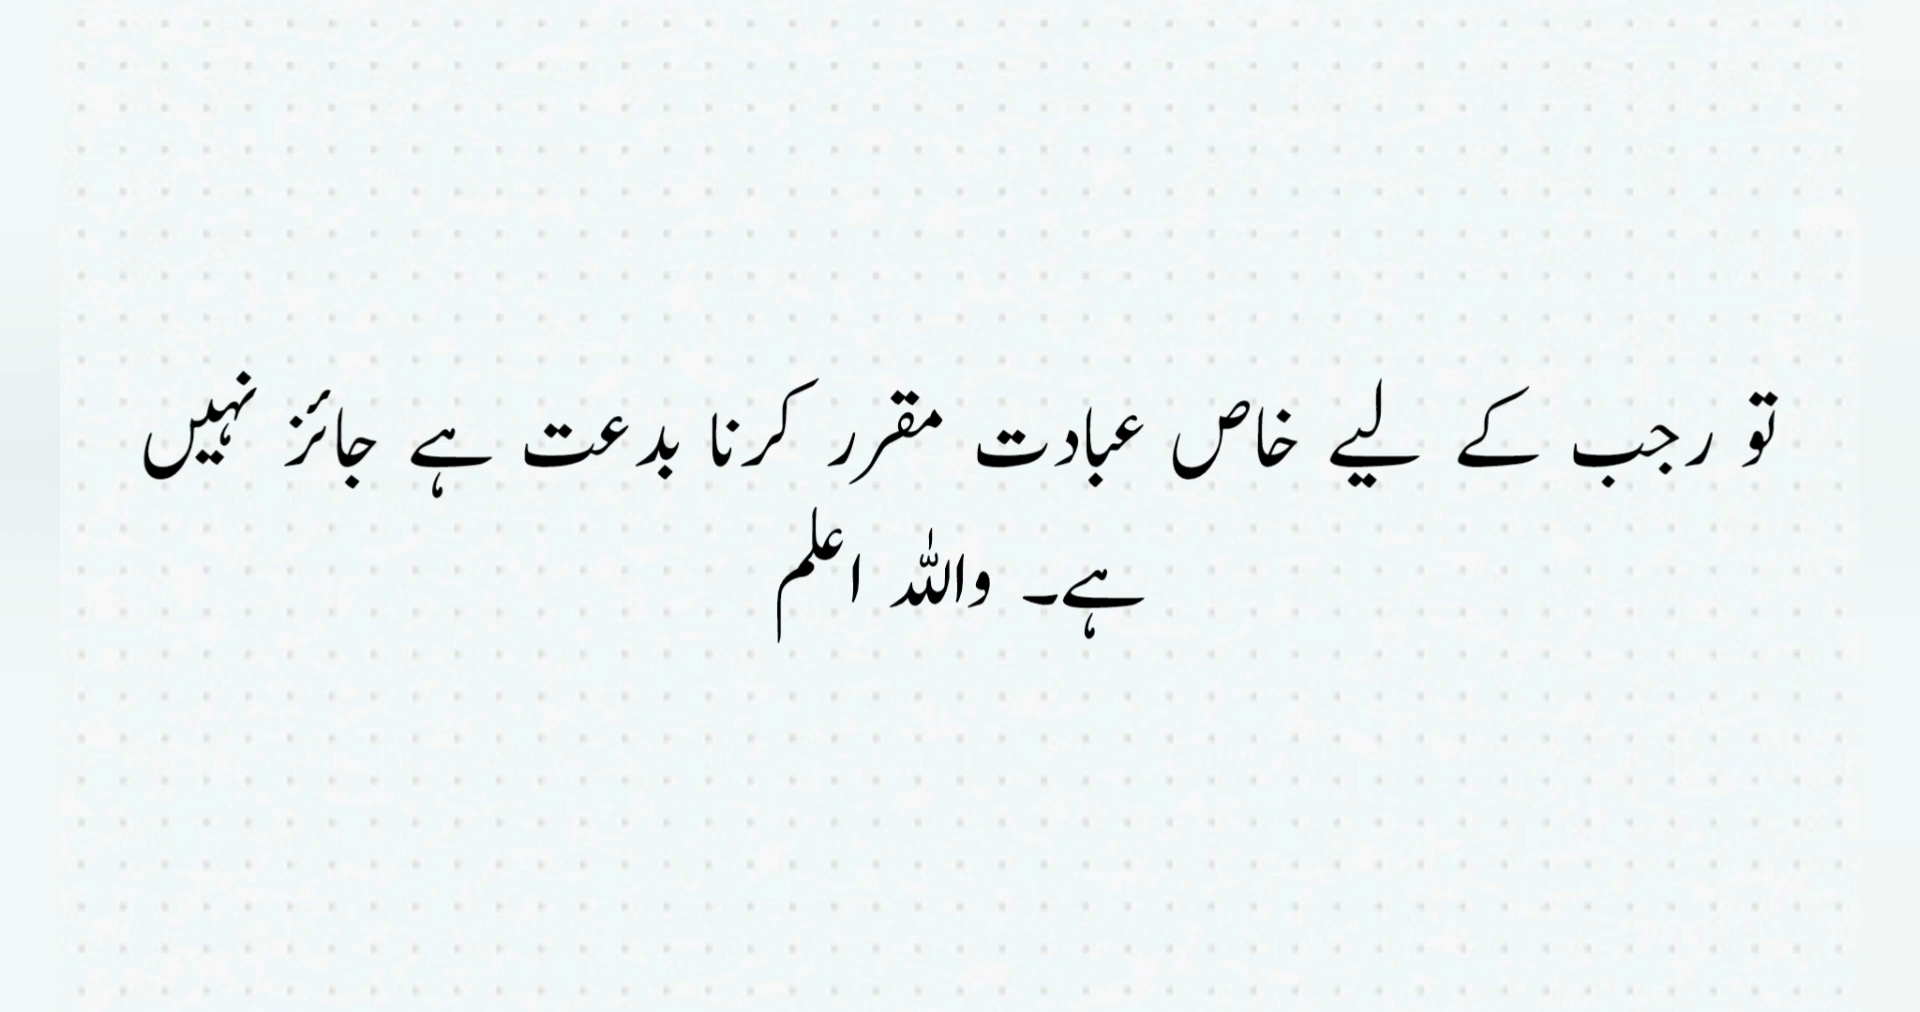 تو رجب کے لیے خاص عبادت مقرر کرنا بدعت ہے جائز نہیں
ہے۔ واللہ اعلم